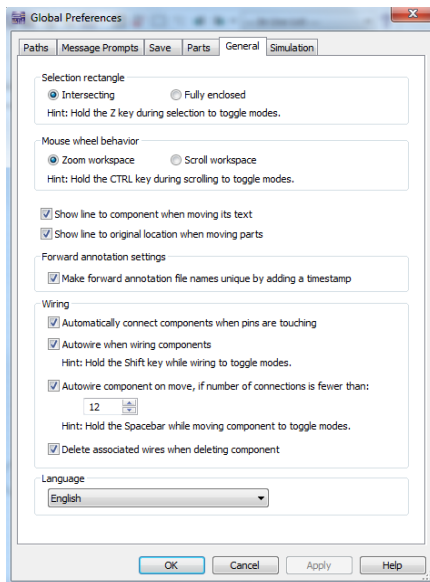 Global Preferences
Paths Message Prompts Save Parts General Simulation
Selection rectangle
Intersecting Fully enclosed
Hint: Hold the Z key during selection to toggle modes.
Mouse wheel behavior
Zoom workspace Scroll workspace
Hint: Hold the CTRL key during scrolling to toggle modes.
Show line to component when moving its text
Show line to original location when moving parts
Forward annotation settings
Make forward annotation file names unique by adding a timestamp
Wiring
Automatically connect components when pins are touching
Autowire when wiring components
Hint: Hold the Shift key while wiring to toggle modes.
Autowire component on move, if number of connections is fewer than:
12
Hint: Hold the Spacebar while moving component to toggle modes.
Delete associated wires when deleting component
Language
English
OK Cancel Apply Help